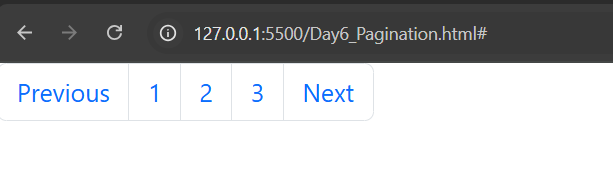 127.0.0.1:5500/Day6_Pagination.html#
Previous 1 2 3 Next